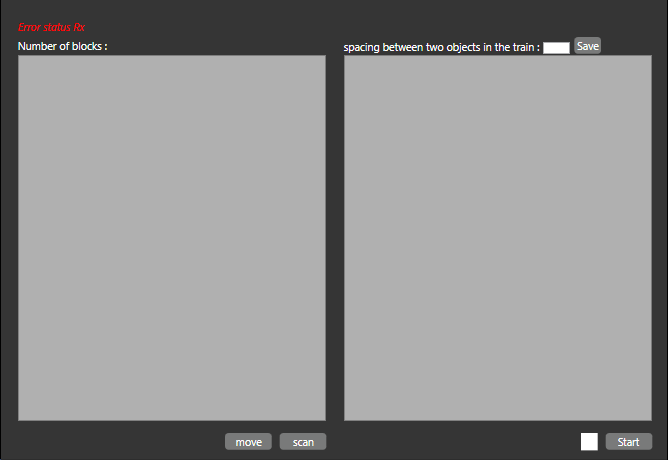 Error status Rx
Number of blocks :
spacing between two objects in the train :
Save
move
scan
Start